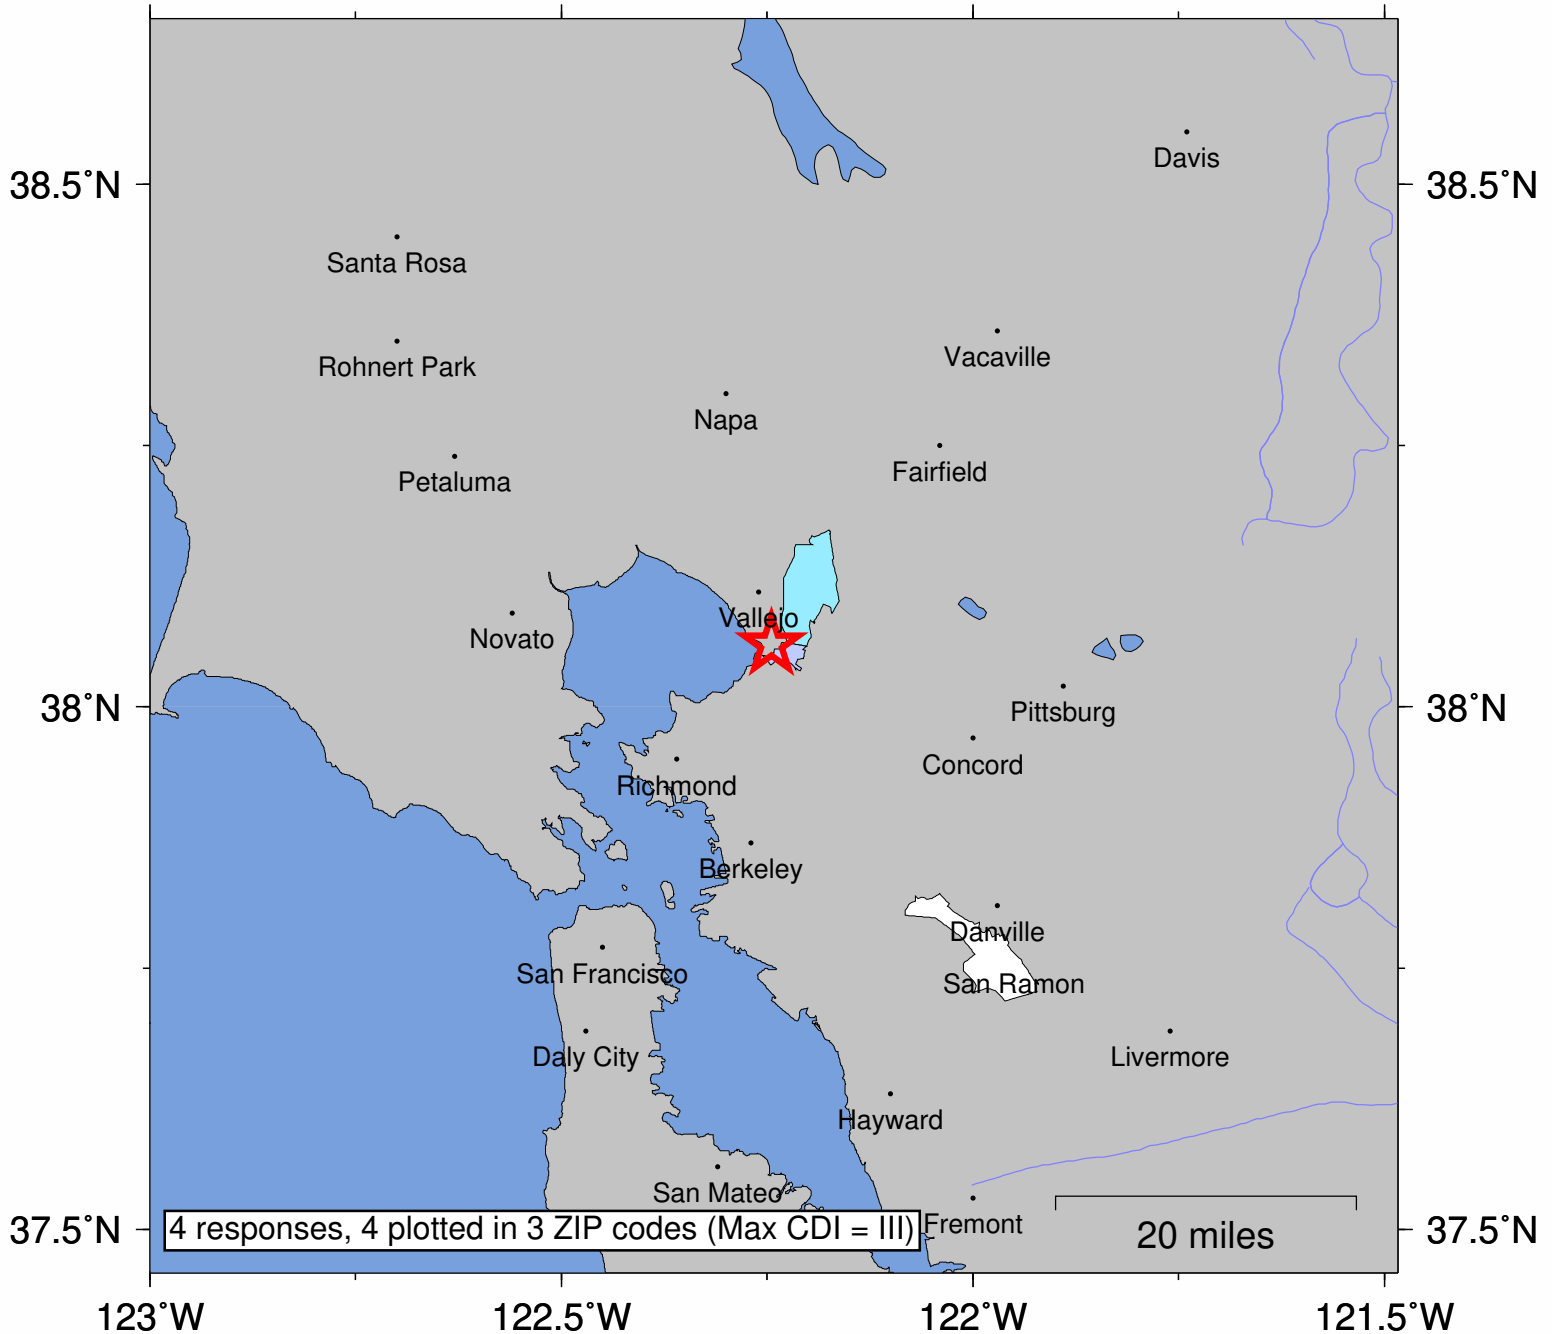 Davis
38.5°N
38.5°N
Santa Rosa
Vacaville
Rohnert Park
Napa
Fairfield
Petaluma
Vallejo
Novato
38°N
38°N
Pittsburg
Concord
Richmond
Berkeley
Danville
San Francisco
San Ramon
Daly City
Livermore
Hayward
San Mateo
Fremont
4 responses, 4 plotted in 3 ZIP codes (Max CDI = III)
37.5°N
37.5°N
20 miles
123°W
122.5°W
122°W
121.5°W